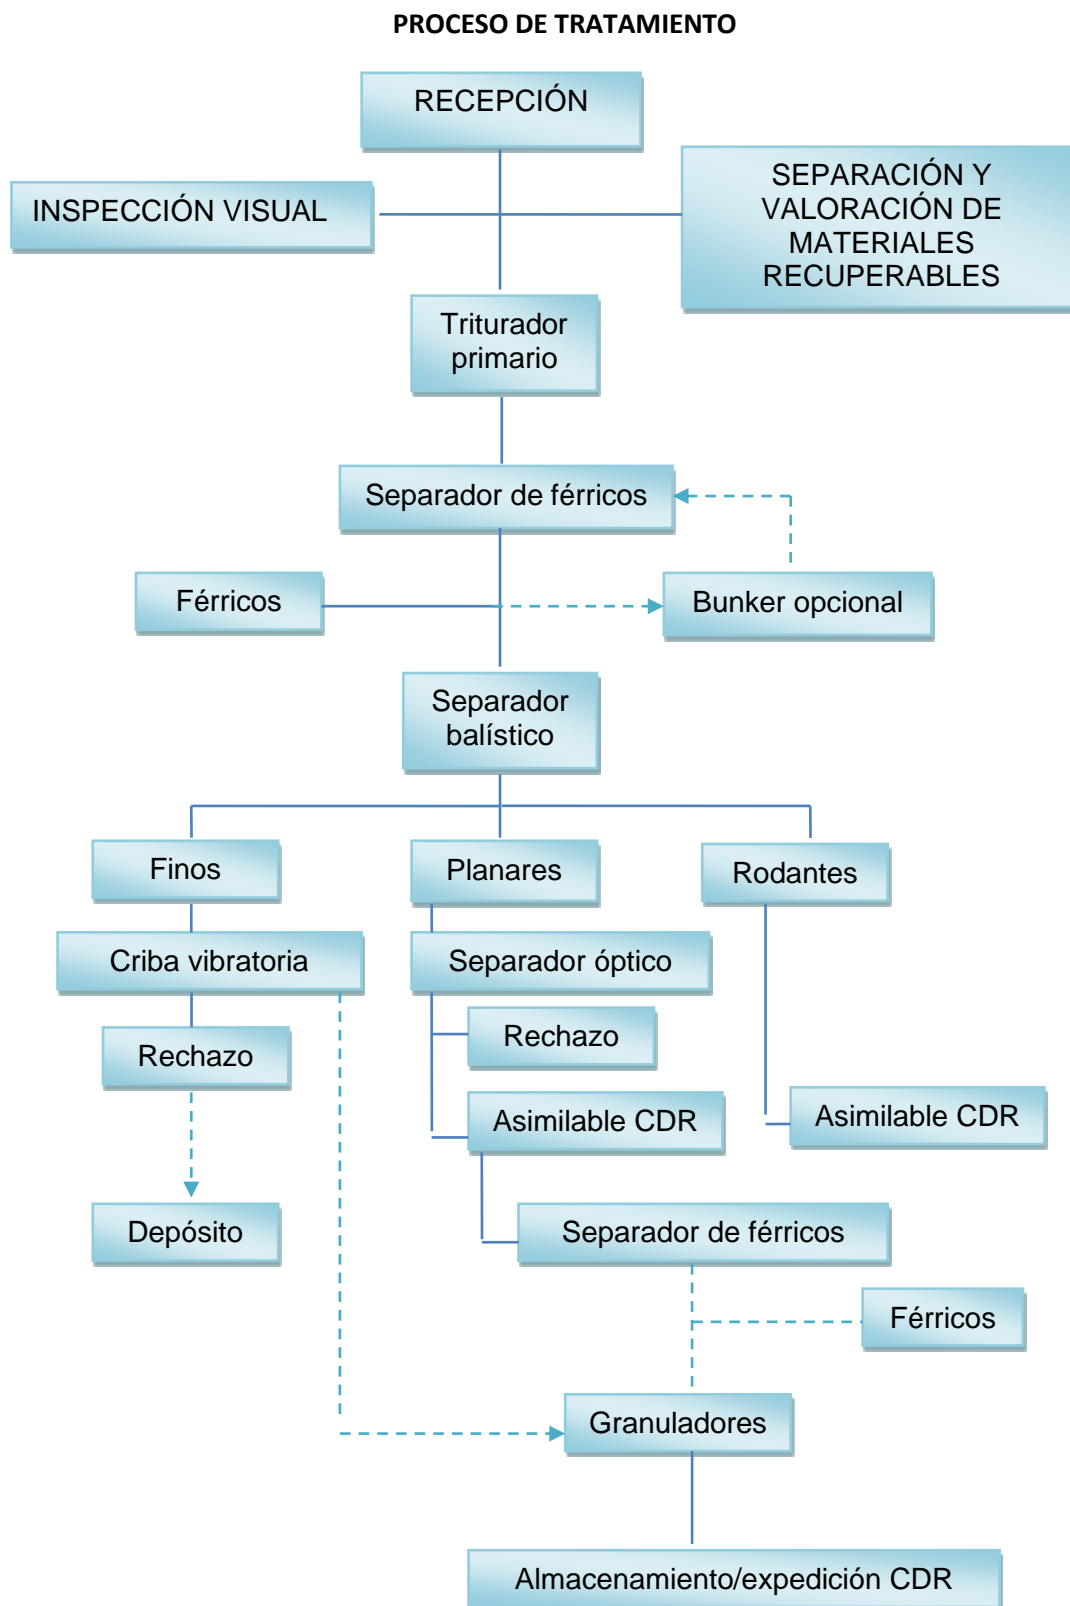 PROCESO DE TRATAMIENTO
RECEPCIÓN
INSPECCIÓN VISUAL
SEPARACIÓN Y
VALORACIÓN DE
MATERIALES
RECUPERABLES
Triturador
primario
Separador de férricos
Férricos
Bunker opcional
Separador
balístico
Finos
Planares
Rodantes
Criba vibratoria
Separador óptico
Rechazo
Rechazo
Asimilable CDR
Asimilable CDR
Depósito
Separador de férricos
Férricos
Granuladores
Almacenamiento/expedición CDR